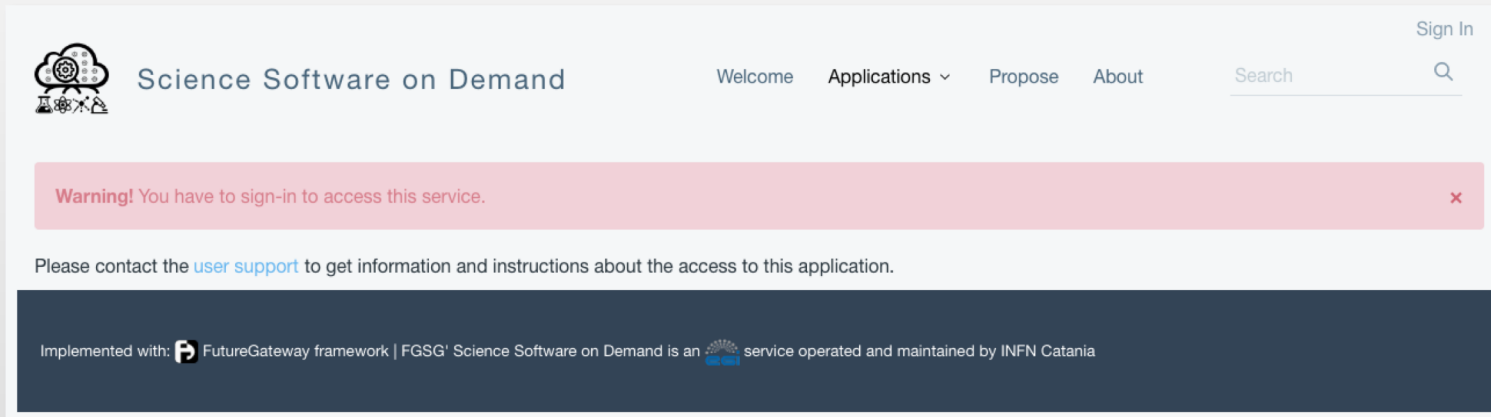 Sign In
Science Software on Demand
Welcome Applications Propose About Search
Warning! You have to sign-in to access this service. ×
Please contact the user support to get information and instructions about the access to this application.
Implemented with: FutureGateway framework | FGSG' Science Software on Demand is an service operated and maintained by INFN Catania